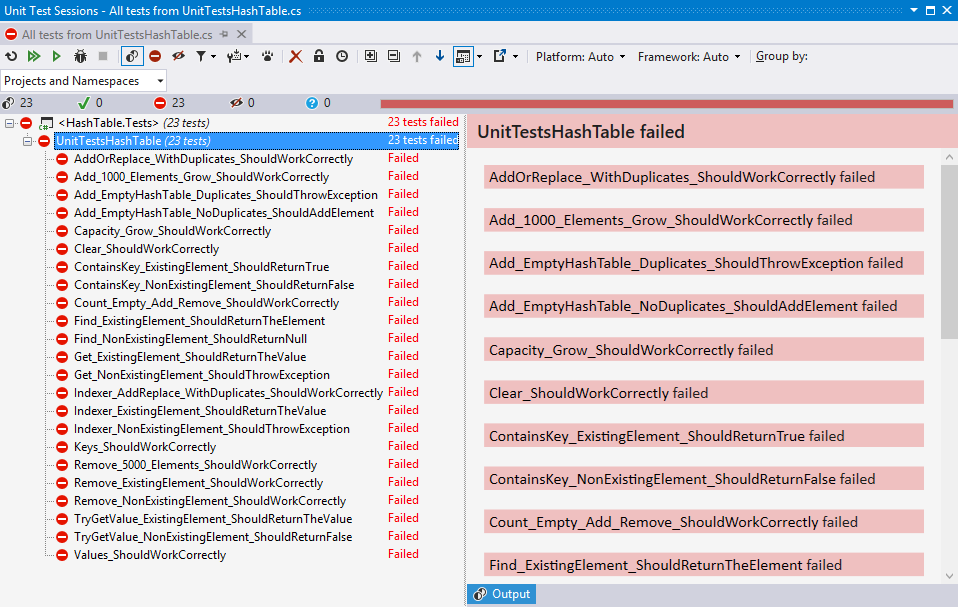 Unit Test Sessions - All tests from UnitTestsHashTable.cs
All tests from UnitTestsHashTable.cs
Platform: Auto Framework: Auto Group by:
Projects and Namespaces
23 0 23 0 0
<HashTable.Tests> (23 tests) 23 tests failed
UnitTestsHashTable (23 tests) 23 tests failed
AddOrReplace_WithDuplicates_ShouldWorkCorrectly Failed
Add_1000_Elements_Grow_ShouldWorkCorrectly Failed
Add_EmptyHashTable_Duplicates_ShouldThrowException Failed
Add_EmptyHashTable_NoDuplicates_ShouldAddElement Failed
Capacity_Grow_ShouldWorkCorrectly Failed
Clear_ShouldWorkCorrectly Failed
ContainsKey_ExistingElement_ShouldReturnTrue Failed
ContainsKey_NonExistingElement_ShouldReturnFalse Failed
Count_Empty_Add_Remove_ShouldWorkCorrectly Failed
Find_ExistingElement_ShouldReturnTheElement Failed
Find_NonExistingElement_ShouldReturnNull Failed
Get_ExistingElement_ShouldReturnTheValue Failed
Get_NonExistingElement_ShouldThrowException Failed
Indexer_AddReplace_WithDuplicates_ShouldWorkCorrectly Failed
Indexer_ExistingElement_ShouldReturnTheValue Failed
Indexer_NonExistingElement_ShouldThrowException Failed
Keys_ShouldWorkCorrectly Failed
Remove_5000_Elements_ShouldWorkCorrectly Failed
Remove_ExistingElement_ShouldWorkCorrectly Failed
Remove_NonExistingElement_ShouldWorkCorrectly Failed
TryGetValue_ExistingElement_ShouldReturnTheValue Failed
TryGetValue_NonExistingElement_ShouldReturnFalse Failed
Values_ShouldWorkCorrectly Failed
UnitTestsHashTable failed
AddOrReplace_WithDuplicates_ShouldWorkCorrectly failed
Add_1000_Elements_Grow_ShouldWorkCorrectly failed
Add_EmptyHashTable_Duplicates_ShouldThrowException failed
Add_EmptyHashTable_NoDuplicates_ShouldAddElement failed
Capacity_Grow_ShouldWorkCorrectly failed
Clear_ShouldWorkCorrectly failed
ContainsKey_ExistingElement_ShouldReturnTrue failed
ContainsKey_NonExistingElement_ShouldReturnFalse failed
Count_Empty_Add_Remove_ShouldWorkCorrectly failed
Find_ExistingElement_ShouldReturnTheElement failed
Output